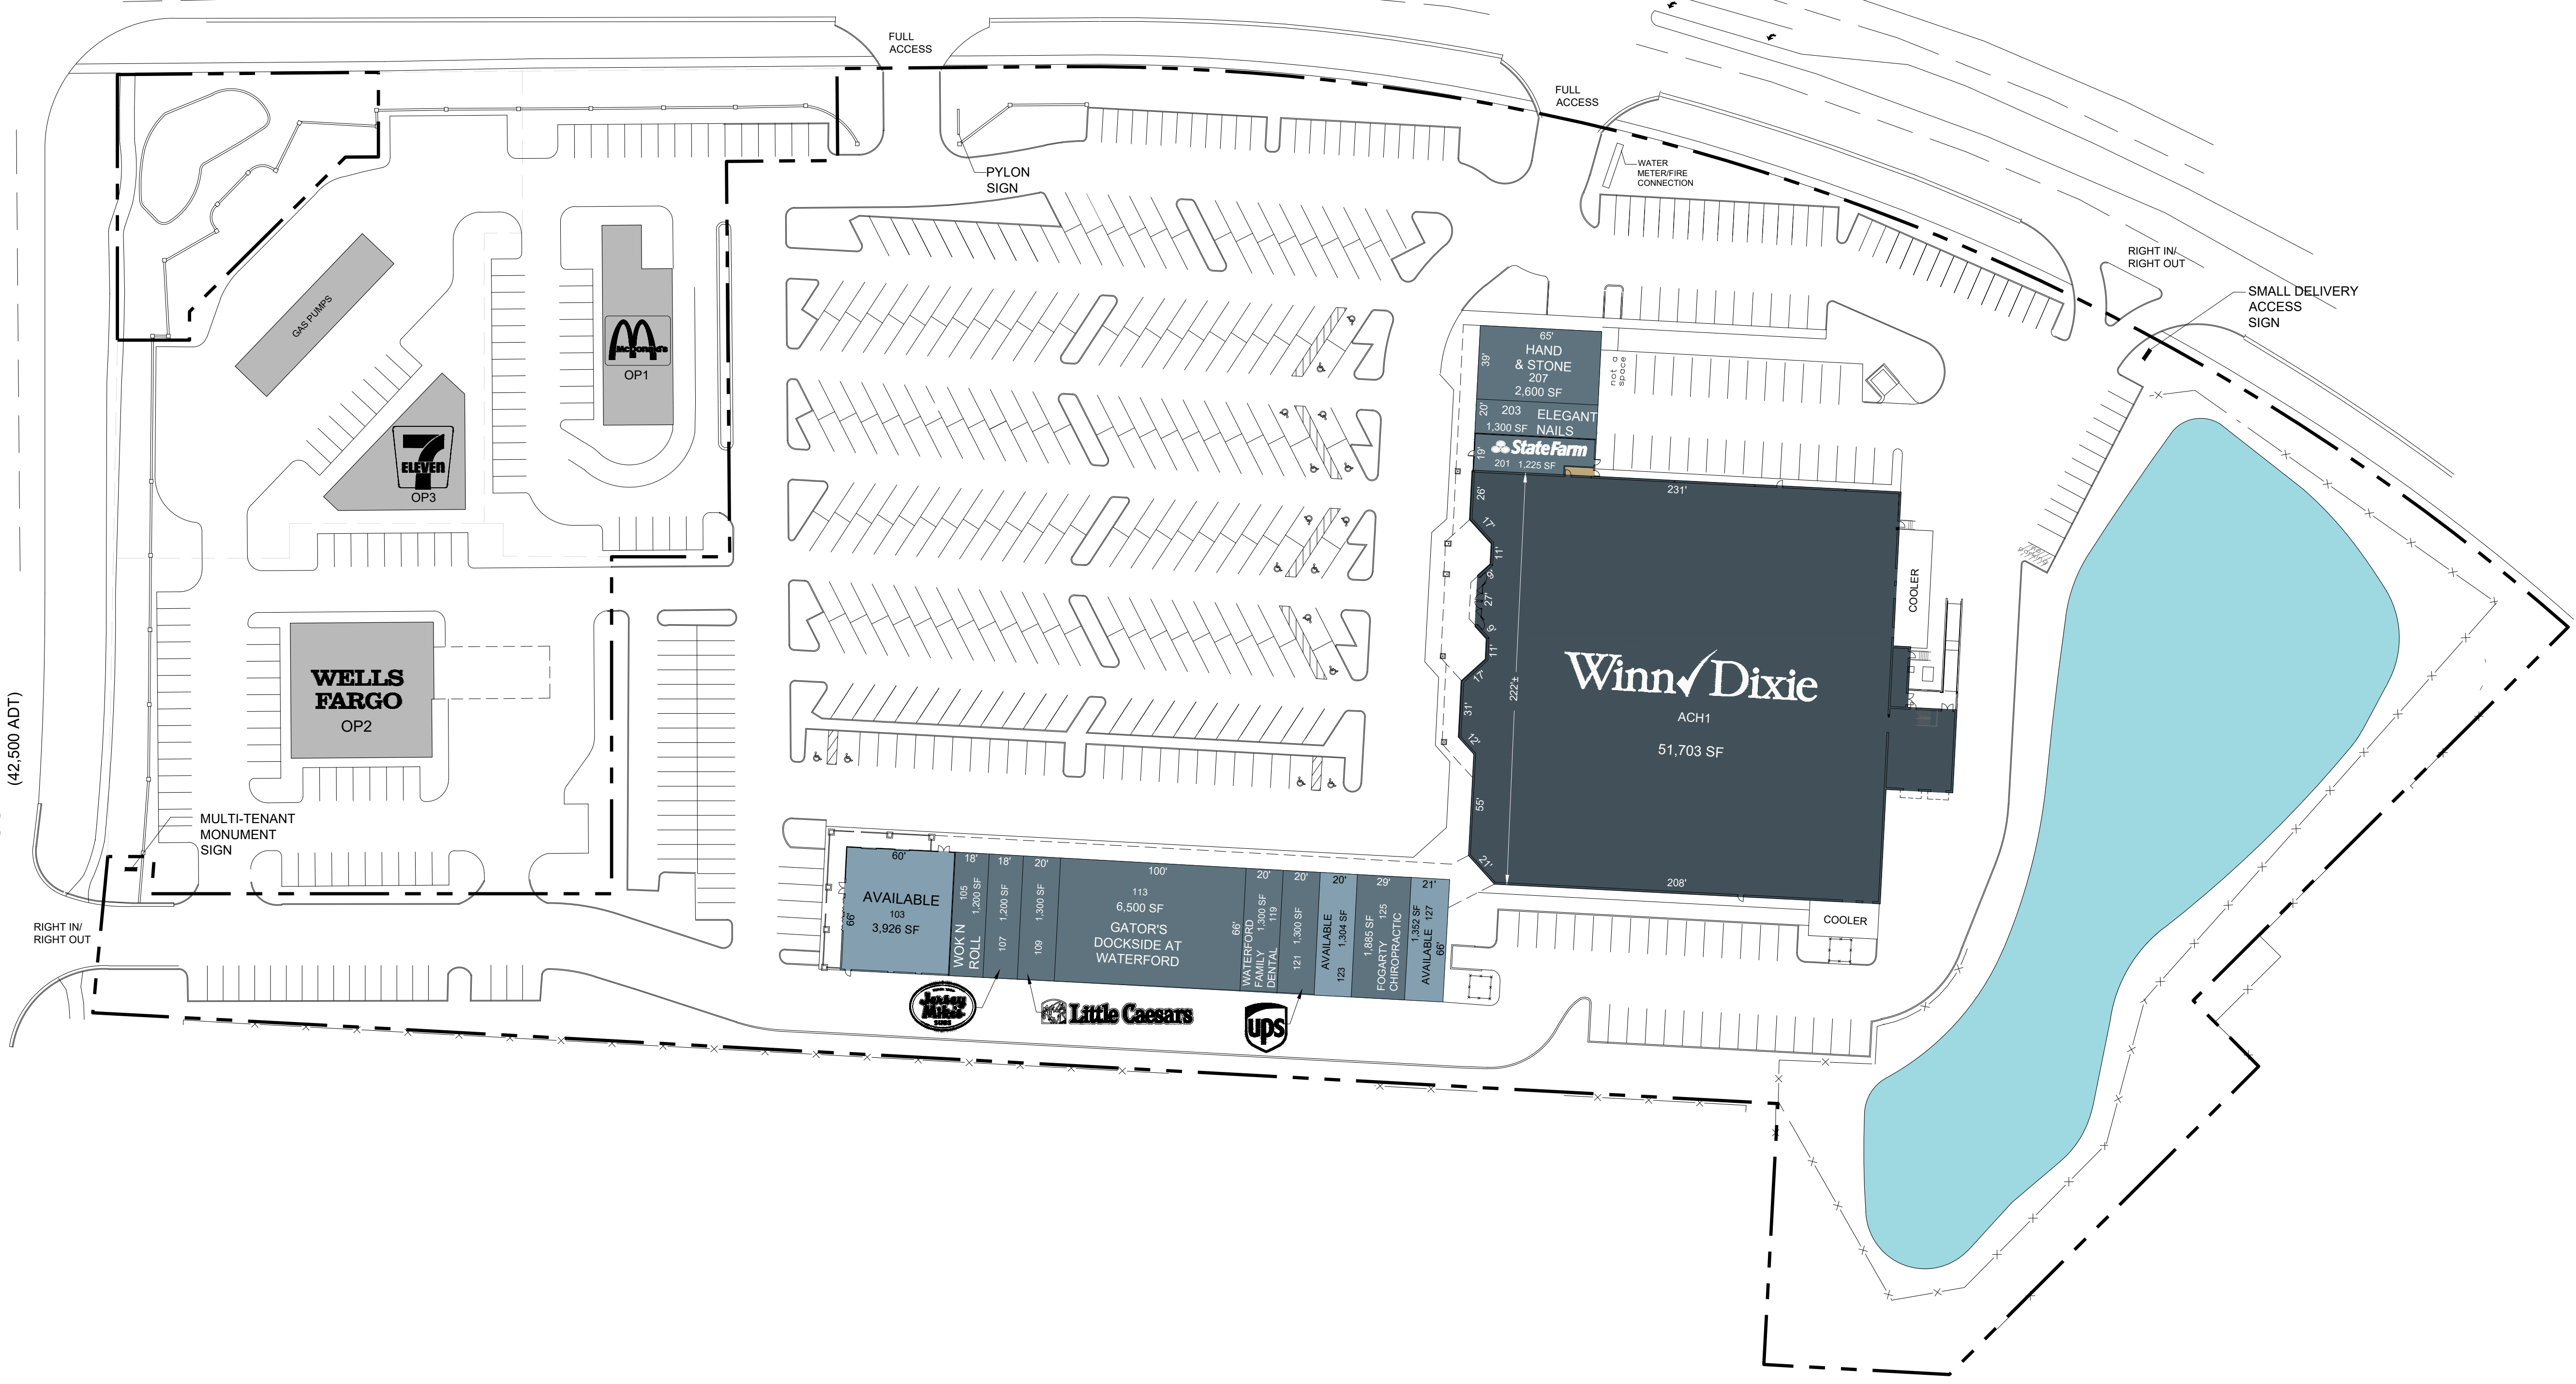 FULL
ACCESS
FULL
ACCESS
PYLON
SIGN
WATER
METER/FIRE
CONNECTION
RIGHT IN/
RIGHT OUT
SMALL DELIVERY
ACCESS
SIGN
GAS PUMPS
McDonald's
OP1
7
ELEVEn
OP3
WELLS
FARGO
OP2
(42,500 ADT)
MULTI-TENANT
MONUMENT
SIGN
RIGHT IN/
RIGHT OUT
65'
39'
HAND
& STONE
207
2,600 SF
not a
space
20'
203
ELEGANT
NAILS
1,300 SF
19'
StateFarm
201 1,225 SF
231'
26'
17'
11'
9'
27'
9'
11'
17'
31'
12'
55'
21'
222'±
Winn Dixie
ACH1
51,703 SF
208'
COOLER
COOLER
60'
66'
AVAILABLE
103
3,926 SF
18'
105
1,200 SF
WOK N
ROLL
18'
1,200 SF
107
20'
1,300 SF
109
100'
113
6,500 SF
GATOR'S
DOCKSIDE AT
WATERFORD
66'
20'
WATERFORD
FAMILY
DENTAL
1,300 SF
119
20'
1,300 SF
121
20'
AVAILABLE
1,304 SF
123
29'
1,885 SF
125
FOGARTY
CHIROPRACTIC
21'
1,352 SF
AVAILABLE 127
66'
Jersey
Mike's
SUBS
Little Caesars
ups